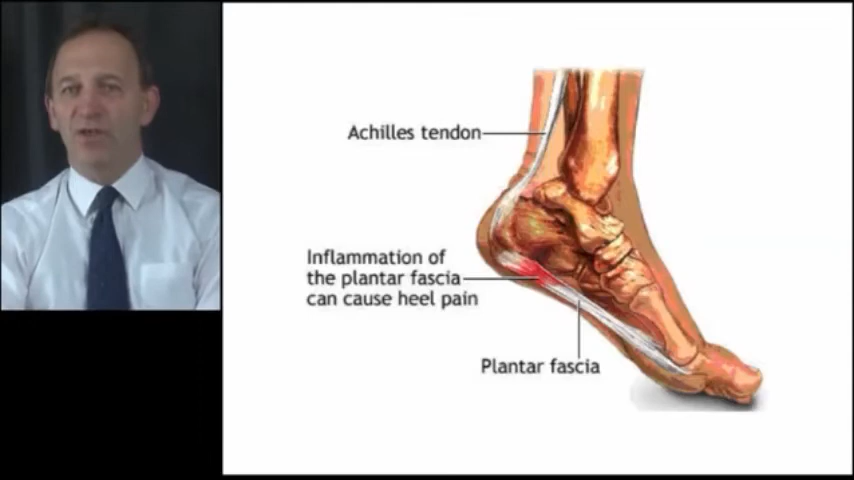 Achilles tendon
Inflammation of
the plantar fascia
can cause heel pain
Plantar fascia